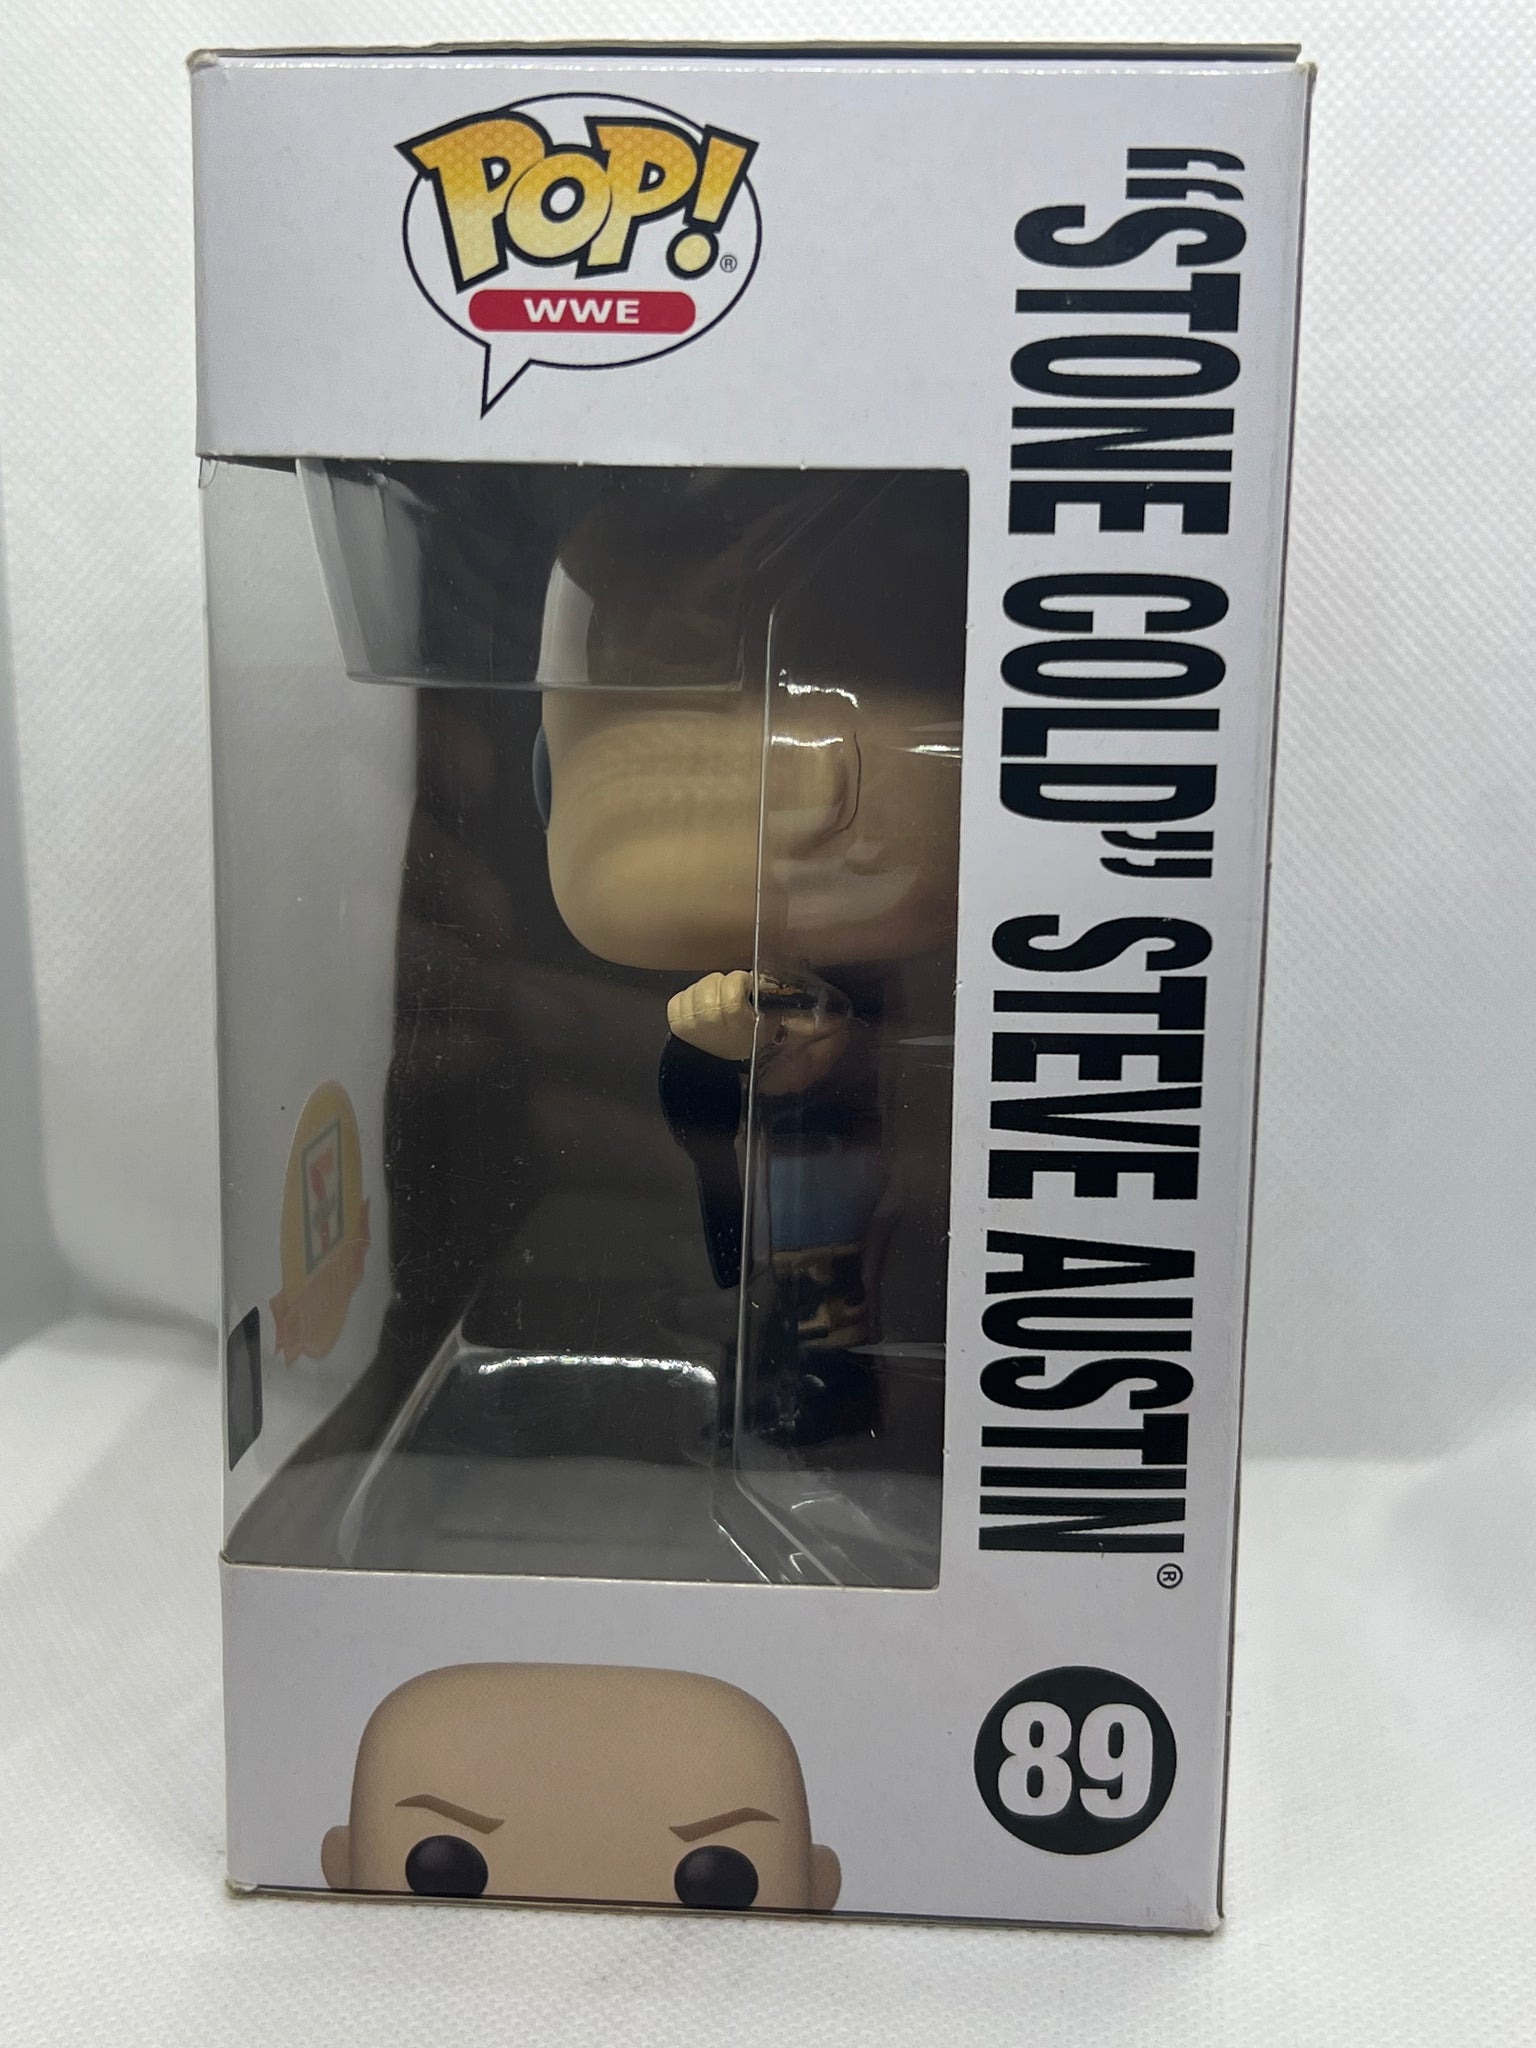 POP!®
WWE
“STONE COLD” STEVE AUSTIN®
89